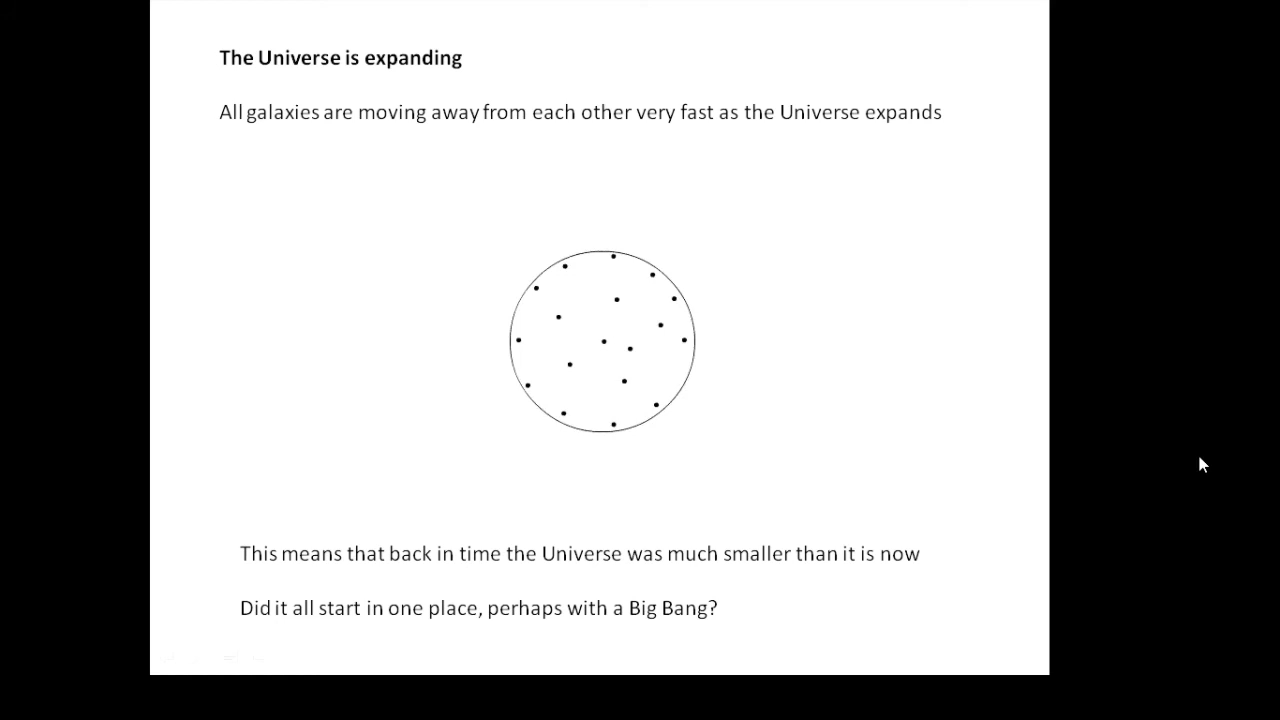 The Universe is expanding
All galaxies are moving away from each other very fast as the Universe expands
This means that back in time the Universe was much smaller than it is now
Did it all start in one place, perhaps with a Big Bang?